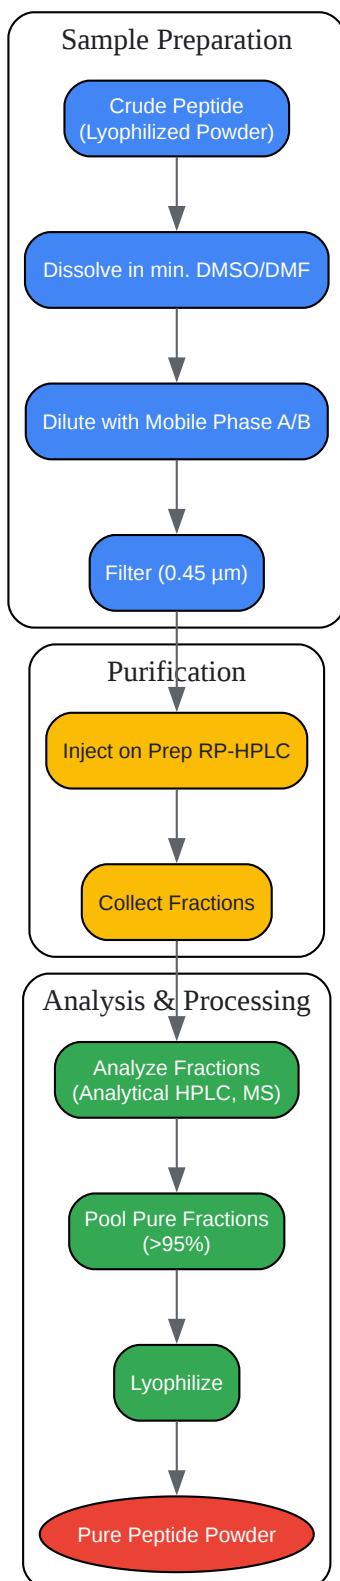 Sample Preparation
Crude Peptide
(Lyophilized Powder)
Dissolve in min. DMSO/DMF
Dilute with Mobile Phase A/B
Filter (0.45 µm)
Purification
Inject on Prep RP-HPLC
Collect Fractions
Analysis & Processing
Analyze Fractions
(Analytical HPLC, MS)
Pool Pure Fractions
(>95%)
Lyophilize
Pure Peptide Powder